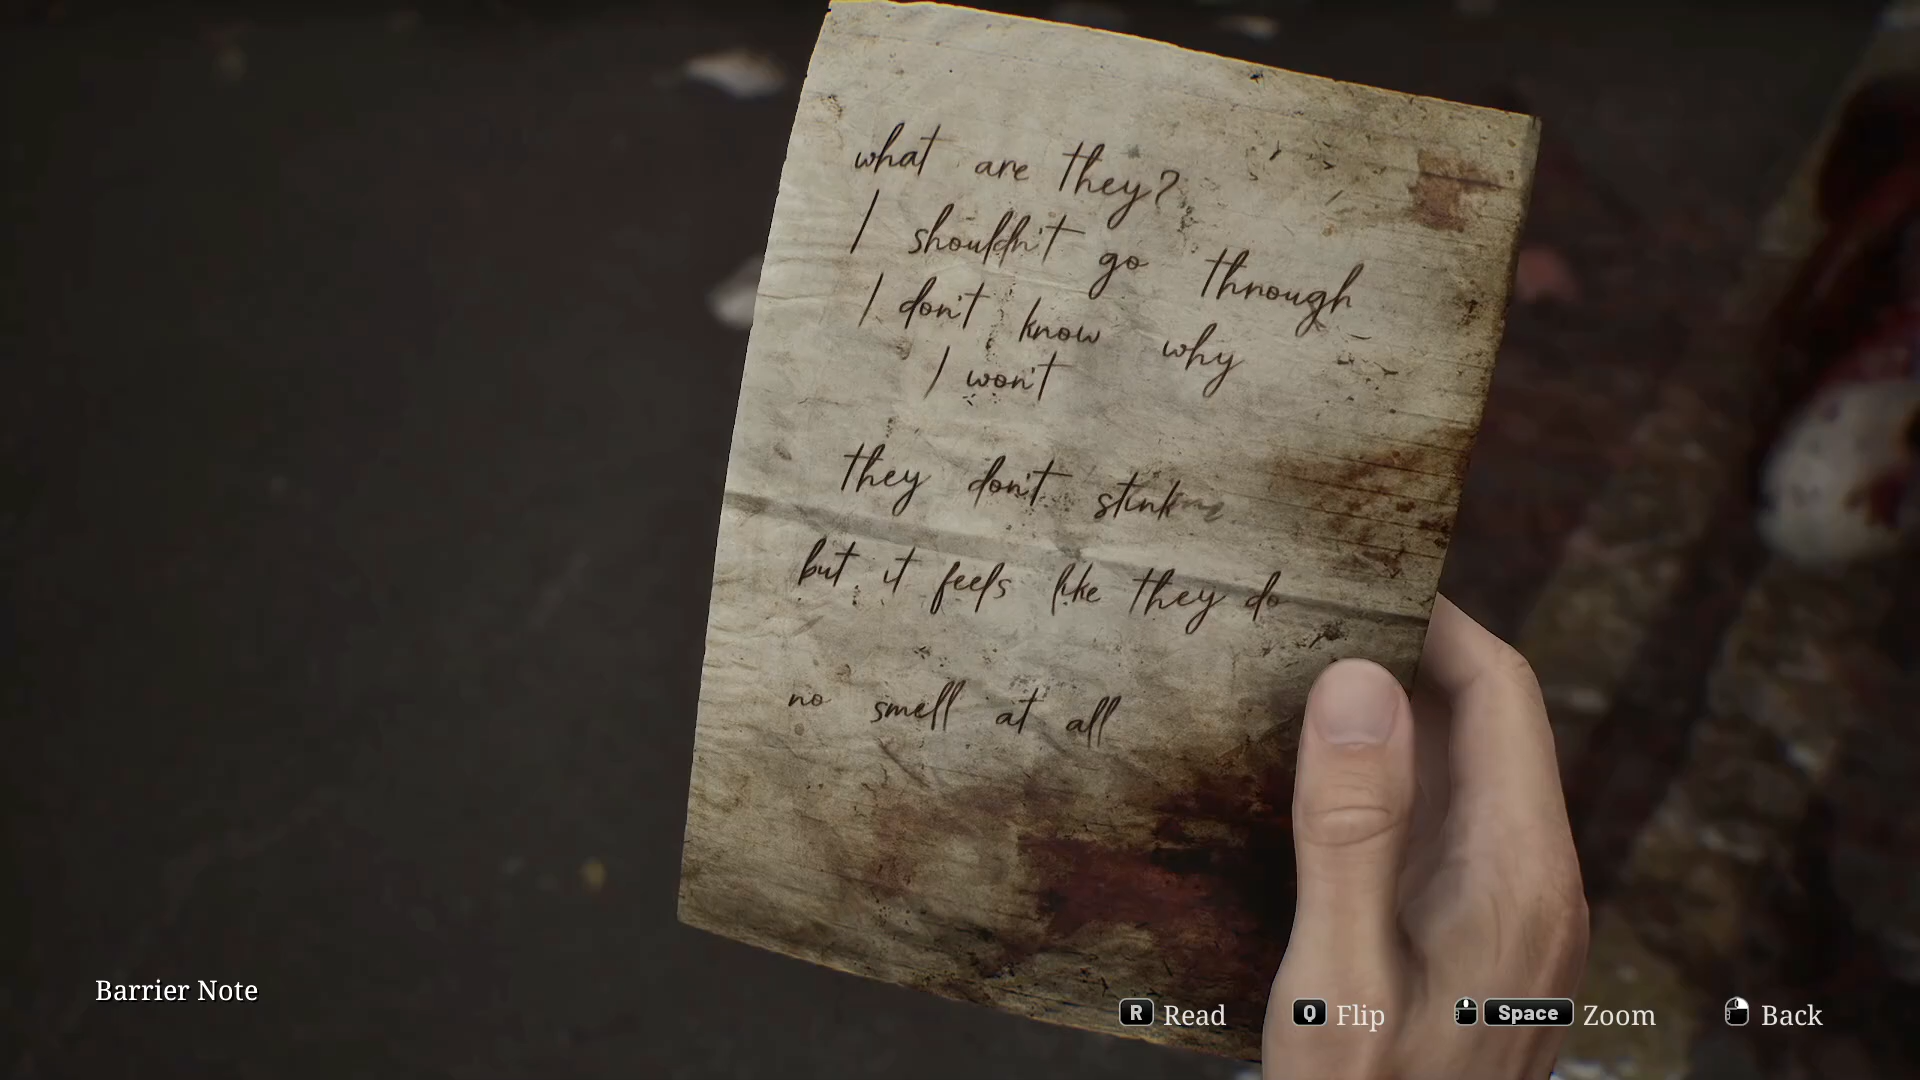 what are they?
I shouldn't go through
I don't know why
I won't
they don't stink
but it feels like they do
no smell at all
Barrier Note
R Read
Q Flip
Space Zoom
Back